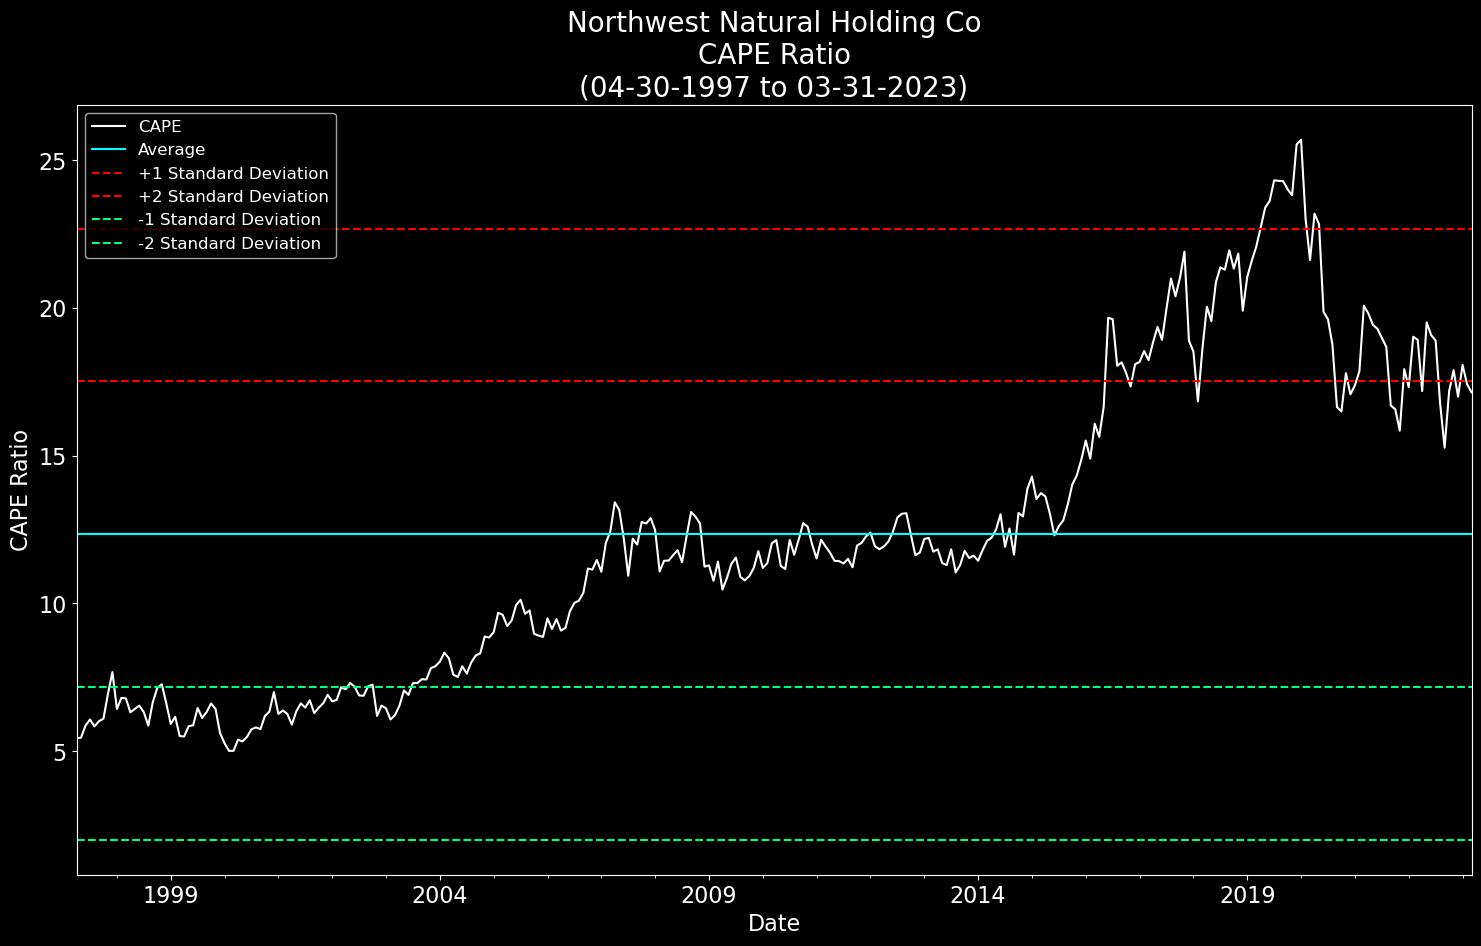 Northwest Natural Holding Co
CAPE Ratio
(04-30-1997 to 03-31-2023)
CAPE
Average
+1 Standard Deviation
+2 Standard Deviation
-1 Standard Deviation
-2 Standard Deviation
25
20
15
10
5
CAPE Ratio
1999 2004 2009 2014 2019
Date